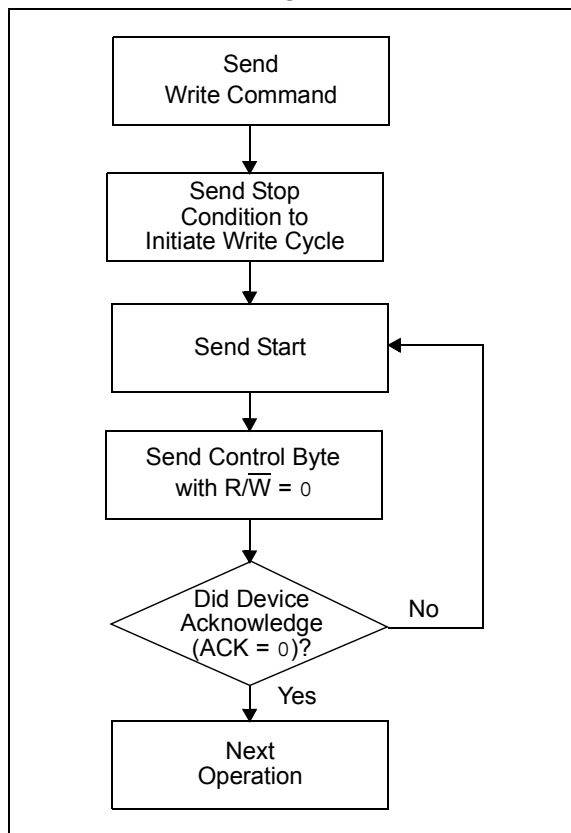 Send
Write Command
Send Stop
Condition to
Initiate Write Cycle
Send Start
Send Control Byte
with R/W̅ = 0
Did Device
Acknowledge
(ACK = 0)?
No
Yes
Next
Operation